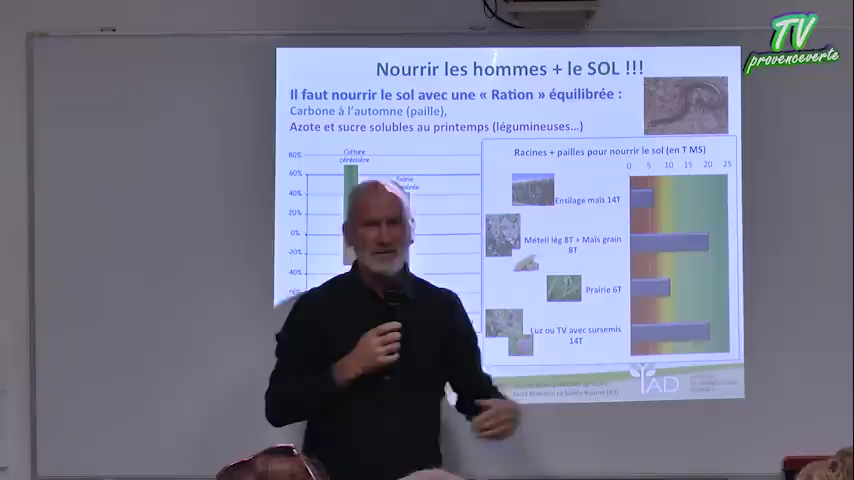 TV
provenceverte
Nourrir les hommes + le SOL !!!
Il faut nourrir le sol avec une « Ration » équilibrée :
Carbone à l'automne (paille),
Azote et sucre solubles au printemps (légumineuses...)
Culture
céréalière
80%
60%
40%
20%
0%
-20%
-40%
Racines + pailles pour nourrir le sol (en T MS)
0 5 10 15 20 25
Ensilage maïs 14T
Méteil lég 8T + Maïs grain
8T
Prairie 6T
Luz ou TV avec sursemis
14T
IAD